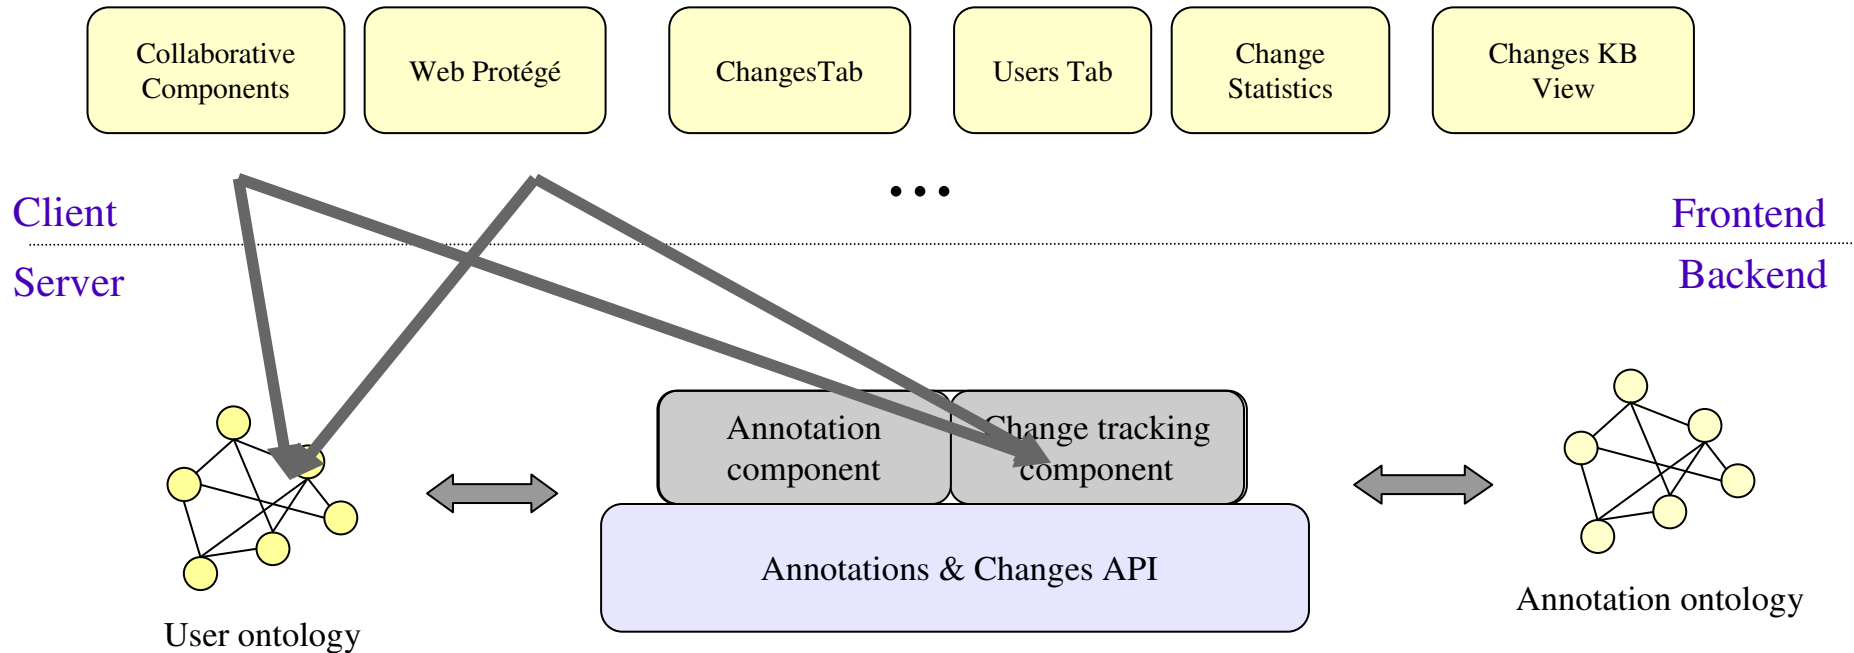 Collaborative
Components
Web Protégé
ChangesTab
Users Tab
Change
Statistics
Changes KB
View
...
Client
Frontend
Server
Backend
Annotation
component
Change tracking
component
Annotations & Changes API
User ontology
Annotation ontology